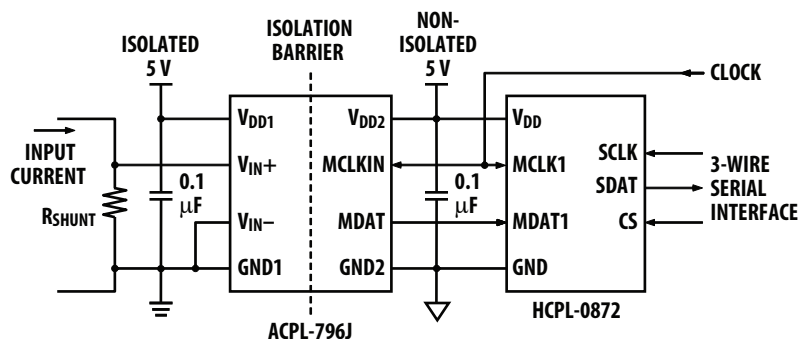 ISOLATED
5 V
ISOLATION
BARRIER
NON-
ISOLATED
5 V
CLOCK
INPUT
CURRENT
RSHUNT
0.1
μF
VDD1
VIN+
VIN–
GND1
VDD2
MCLKIN
MDAT
GND2
ACPL-796J
0.1
μF
VDD
MCLK1
MDAT1
GND
SCLK
SDAT
CS
HCPL-0872
3-WIRE
SERIAL
INTERFACE